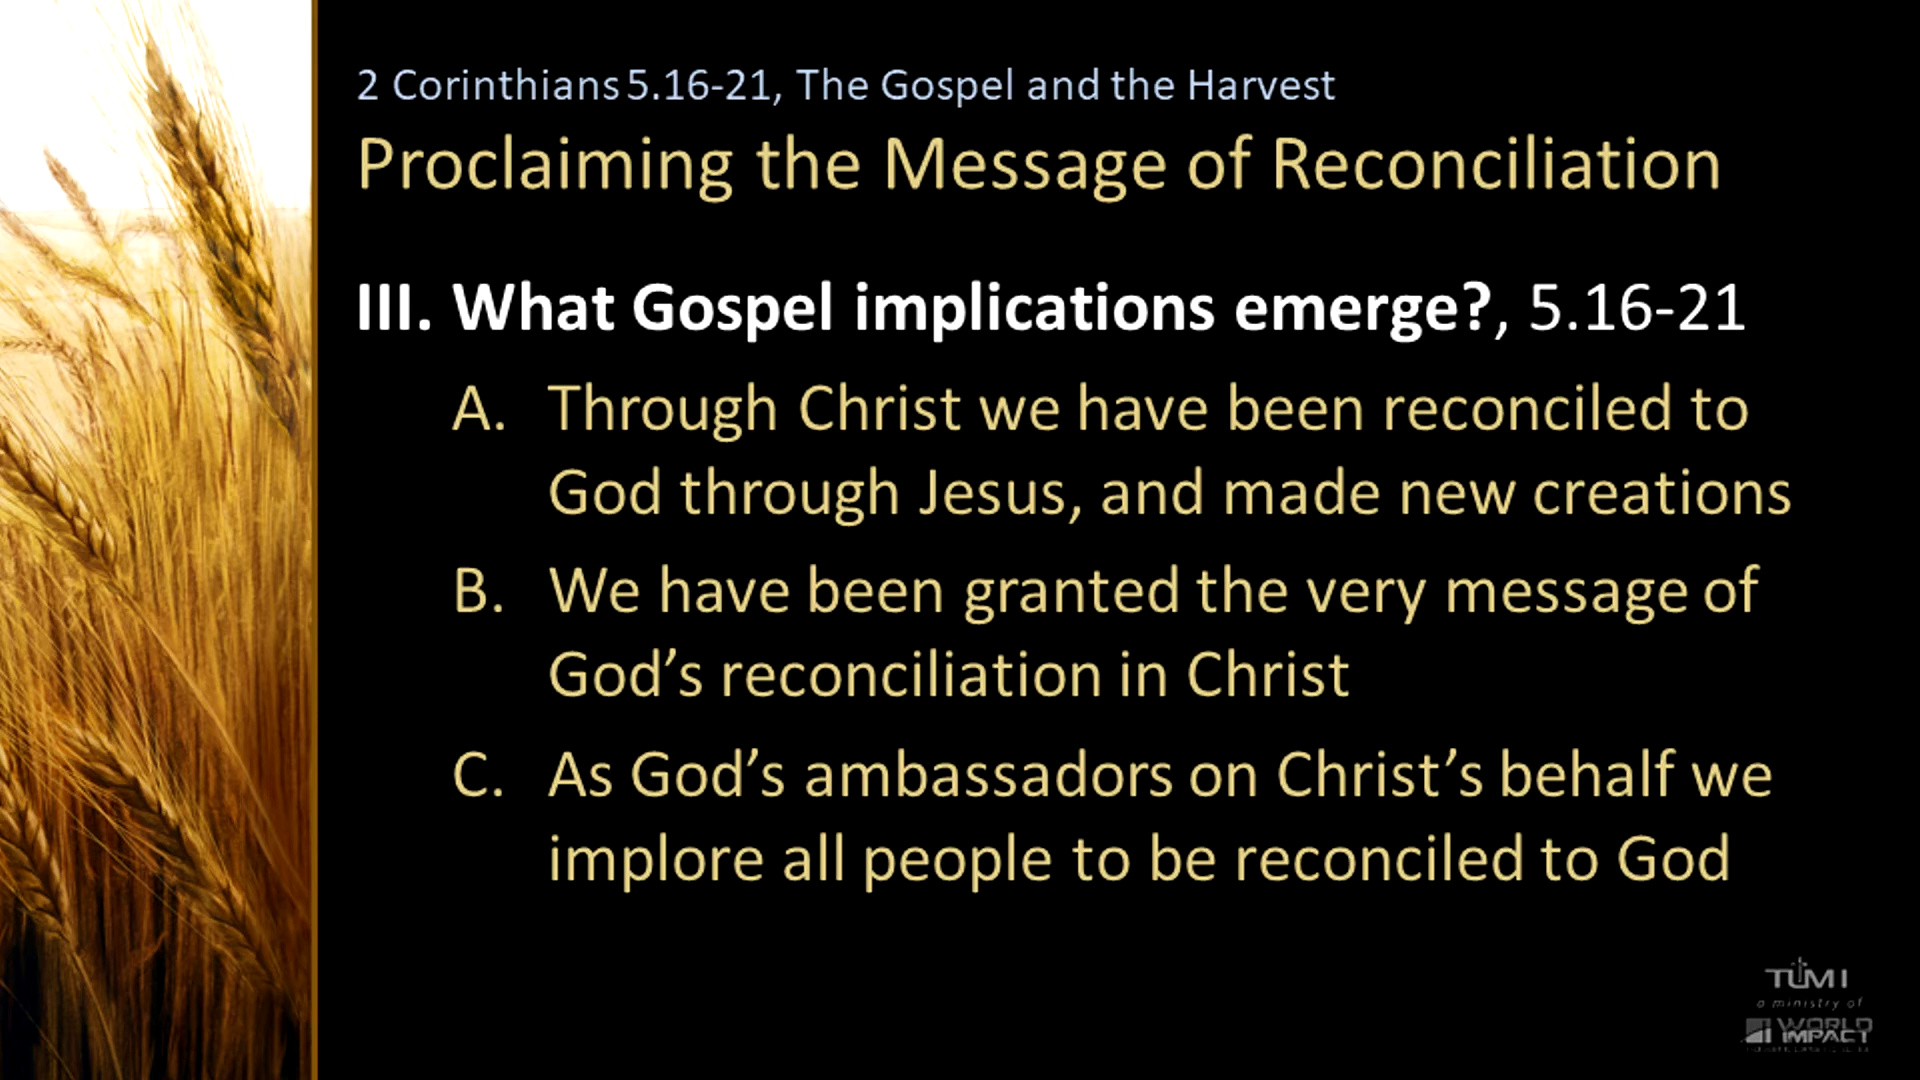 2 Corinthians 5.16-21, The Gospel and the Harvest
Proclaiming the Message of Reconciliation
III. What Gospel implications emerge?, 5.16-21
A. Through Christ we have been reconciled to
God through Jesus, and made new creations
B. We have been granted the very message of
God’s reconciliation in Christ
C. As God’s ambassadors on Christ’s behalf we
implore all people to be reconciled to God
TUMI
a ministry of
WORLD
IMPACT